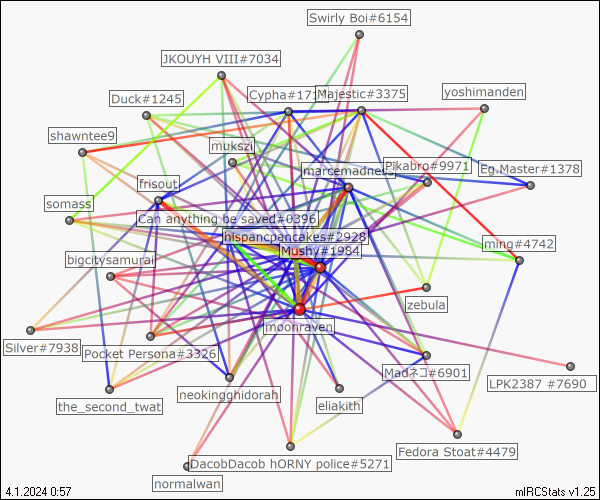 Swirly Boi#6154
JKOUYH VIII#7034
Cypha#171
Majestic#3375
yoshimanden
Duck#1245
shawntee9
mukszi
marcemadness
Pikabro#9971
Eg.Master#1378
frisout
somass
Can anything be saved#0396
hispancpancakes#2928
ming#4742
Mushy#1984
bigcitysamurai
zebula
moonraven
Silver#7938
Pocket Persona#3326
Madネコ#6901
LPK2387 #7690
neokingghidorah
eliakith
the_second_twat
Fedora Stoat#4479
DacobDacob hORNY police#5271
normalwan
4.1.2024 0:57
mIRCStats v1.25